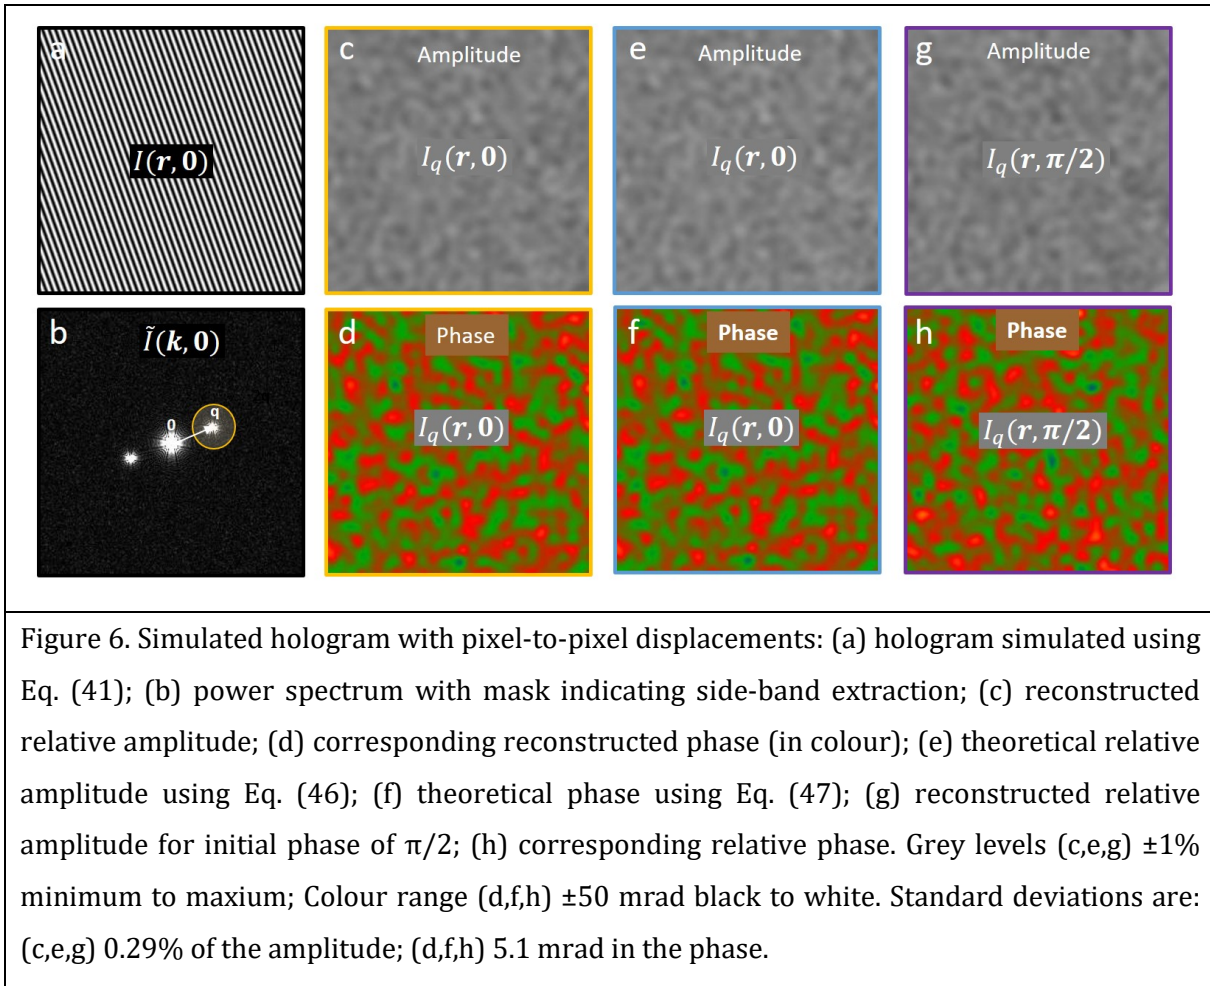 a
I(r, 0)
c
Amplitude
I_q(r, 0)
e
Amplitude
I_q(r, 0)
g
Amplitude
I_q(r, π/2)
b
Ĩ(k, 0)
0
q
d
Phase
I_q(r, 0)
f
Phase
I_q(r, 0)
h
Phase
I_q(r, π/2)
Figure 6. Simulated hologram with pixel-to-pixel displacements: (a) hologram simulated using
Eq. (41); (b) power spectrum with mask indicating side-band extraction; (c) reconstructed
relative amplitude; (d) corresponding reconstructed phase (in colour); (e) theoretical relative
amplitude using Eq. (46); (f) theoretical phase using Eq. (47); (g) reconstructed relative
amplitude for initial phase of π/2; (h) corresponding relative phase. Grey levels (c,e,g) ±1%
minimum to maxium; Colour range (d,f,h) ±50 mrad black to white. Standard deviations are:
(c,e,g) 0.29% of the amplitude; (d,f,h) 5.1 mrad in the phase.